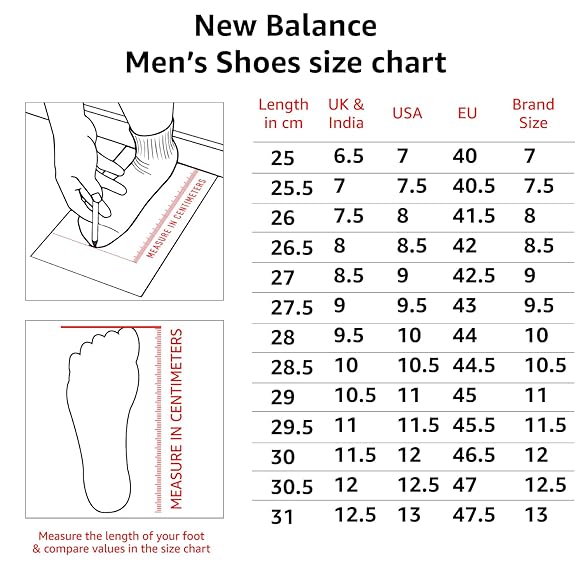 New Balance
Men's Shoes size chart
MEASURE IN CENTIMETERS
MEASURE IN CENTIMETERS
Measure the length of your foot
& compare values in the size chart
Length in cm UK & India USA EU Brand Size
25 6.5 7 40 7
25.5 7 7.5 40.5 7.5
26 7.5 8 41.5 8
26.5 8 8.5 42 8.5
27 8.5 9 42.5 9
27.5 9 9.5 43 9.5
28 9.5 10 44 10
28.5 10 10.5 44.5 10.5
29 10.5 11 45 11
29.5 11 11.5 45.5 11.5
30 11.5 12 46.5 12
30.5 12 12.5 47 12.5
31 12.5 13 47.5 13